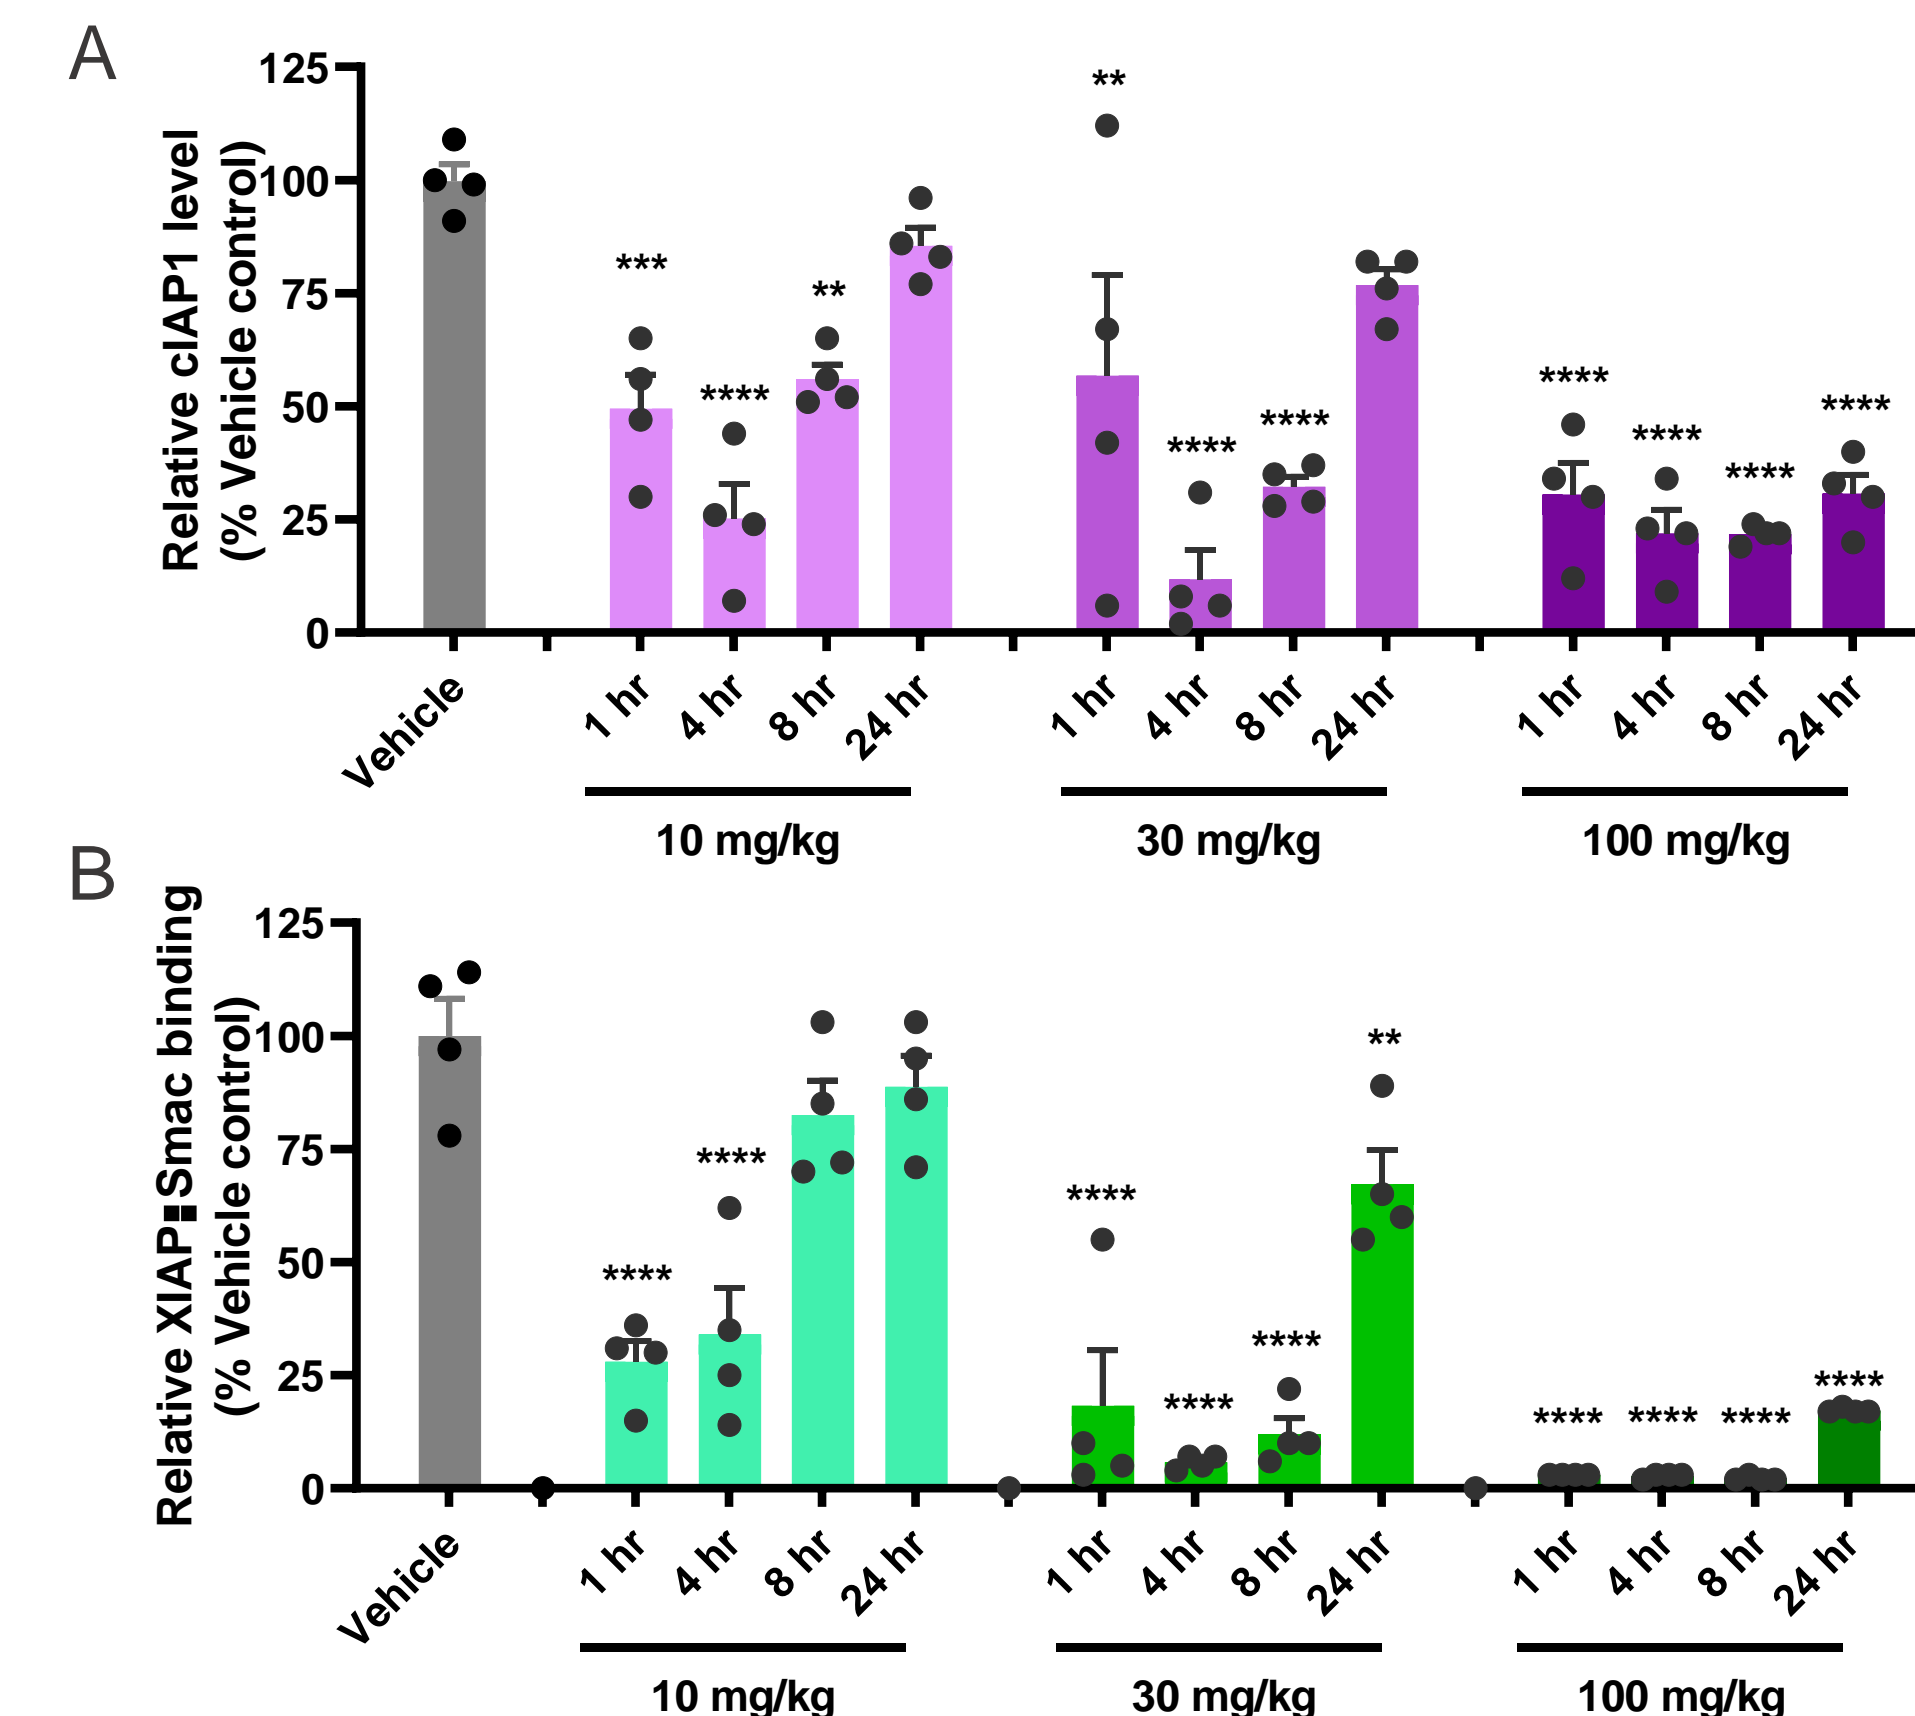 A
Relative cIAP1 level
(% Vehicle control)
125
100
75
50
25
0
***
****
**
**
****
****
****
****
****
****
Vehicle
1 hr
4 hr
8 hr
24 hr
1 hr
4 hr
8 hr
24 hr
1 hr
4 hr
8 hr
24 hr
10 mg/kg
30 mg/kg
100 mg/kg
B
Relative XIAP:Smac binding
(% Vehicle control)
125
100
75
50
25
0
****
****
****
****
****
**
****
****
****
****
Vehicle
1 hr
4 hr
8 hr
24 hr
1 hr
4 hr
8 hr
24 hr
1 hr
4 hr
8 hr
24 hr
10 mg/kg
30 mg/kg
100 mg/kg